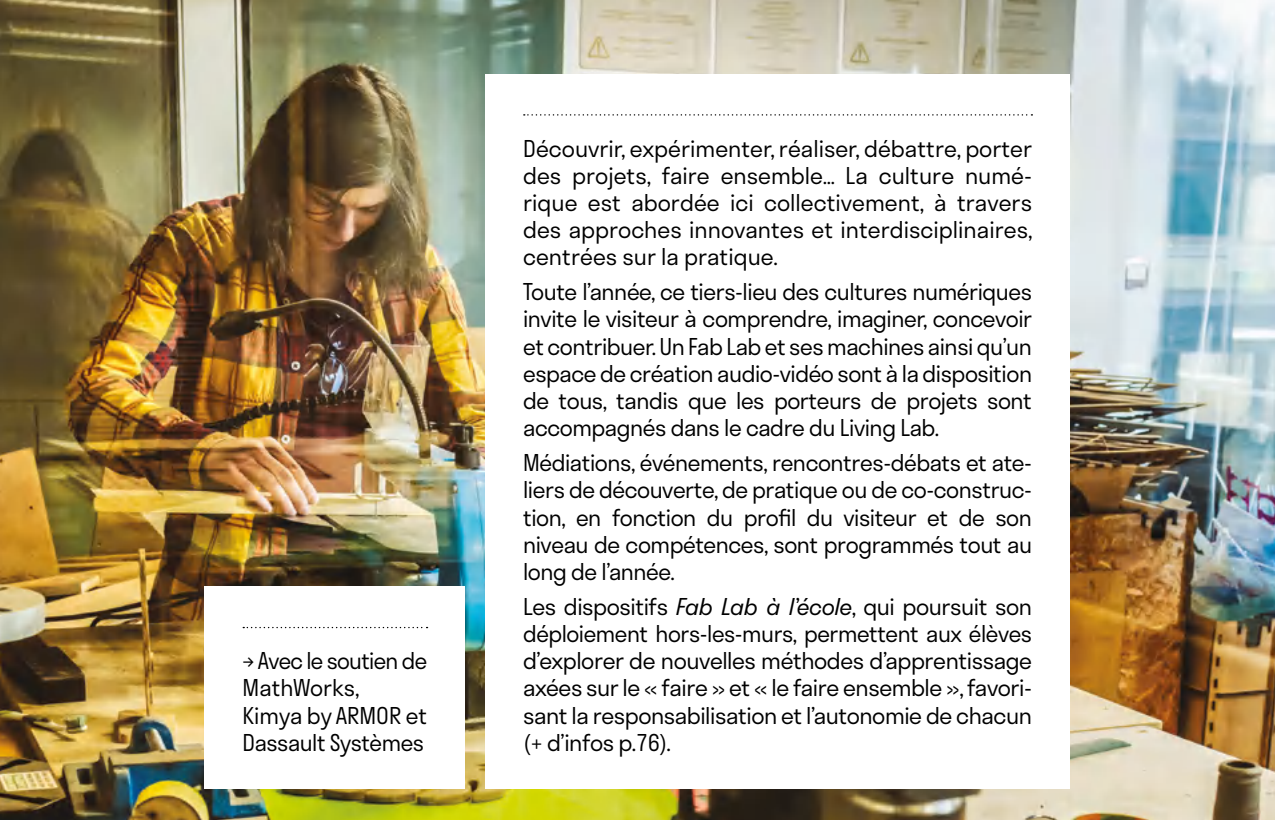 Découvrir, expérimenter, réaliser, débattre, porter
des projets, faire ensemble… La culture numé-
rique est abordée ici collectivement, à travers
des approches innovantes et interdisciplinaires,
centrées sur la pratique.
Toute l’année, ce tiers-lieu des cultures numériques
invite le visiteur à comprendre, imaginer, concevoir
et contribuer. Un Fab Lab et ses machines ainsi qu’un
espace de création audio-vidéo sont à la disposition
de tous, tandis que les porteurs de projets sont
accompagnés dans le cadre du Living Lab.
Médiations, événements, rencontres-débats et ate-
liers de découverte, de pratique ou de co-construc-
tion, en fonction du profil du visiteur et de son
niveau de compétences, sont programmés tout au
long de l’année.
Les dispositifs Fab Lab à l’école, qui poursuit son
déploiement hors-les-murs, permettent aux élèves
d’explorer de nouvelles méthodes d’apprentissage
axées sur le « faire » et « le faire ensemble », favori-
sant la responsabilisation et l’autonomie de chacun
(+ d’infos p.76).
→ Avec le soutien de
MathWorks,
Kimya by ARMOR et
Dassault Systèmes